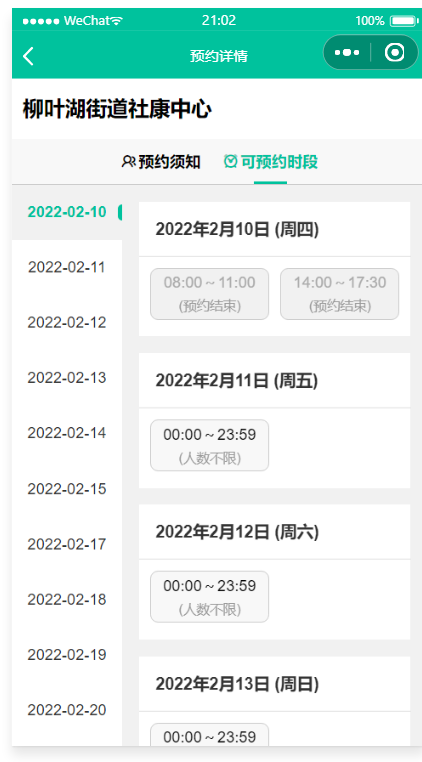 WeChat 21:02 100%
预约详情
柳叶湖街道社康中心
预约须知 可预约时段
2022-02-10
2022-02-11
2022-02-12
2022-02-13
2022-02-14
2022-02-15
2022-02-17
2022-02-18
2022-02-19
2022-02-20
2022年2月10日 (周四)
08:00 ~ 11:00 14:00 ~ 17:30
(预约结束) (预约结束)
2022年2月11日 (周五)
00:00 ~ 23:59
(人数不限)
2022年2月12日 (周六)
00:00 ~ 23:59
(人数不限)
2022年2月13日 (周日)
00:00 ~ 23:59